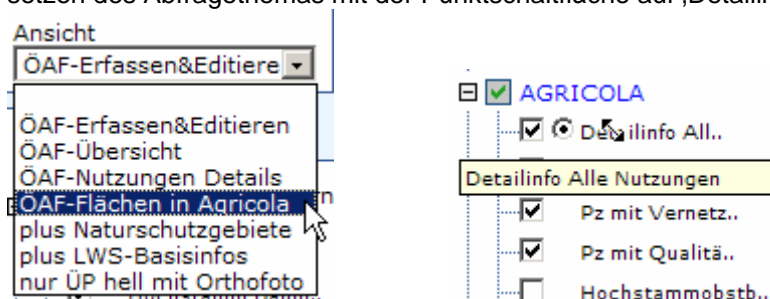 setzen des Abfragethemas mit der Punktschaltfläche auf ‚Detailin
Ansicht
ÖAF-Erfassen&Editiere
ÖAF-Erfassen&Editieren
ÖAF-Übersicht
ÖAF-Nutzungen Details
ÖAF-Flächen in Agricola
plus Naturschutzgebiete
plus LWS-Basisinfos
nur ÜP hell mit Orthofoto
AGRICOLA
Detailinfo All..
Detailinfo Alle Nutzungen
Pz mit Vernetz..
Pz mit Qualitä..
Hochstammobstb..